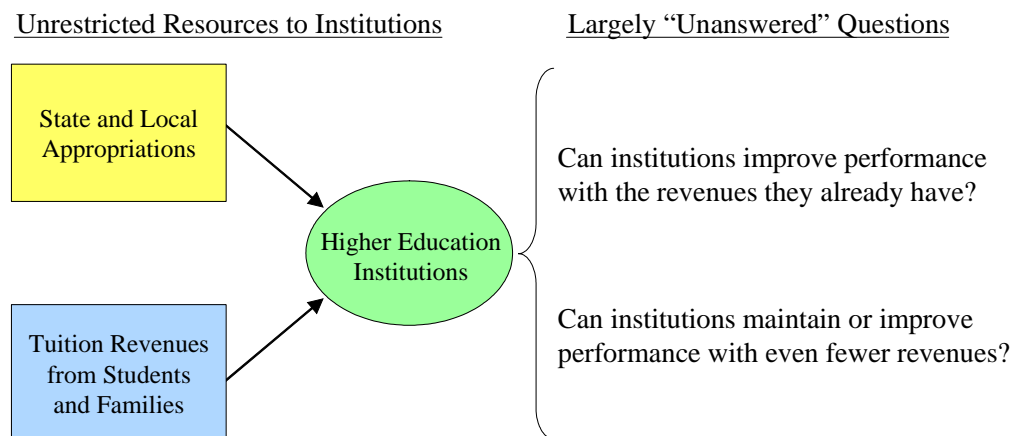 Unrestricted Resources to Institutions
Largely “Unanswered” Questions
State and Local
Appropriations
Higher Education
Institutions
Tuition Revenues
from Students
and Families
Can institutions improve performance
with the revenues they already have?
Can institutions maintain or improve
performance with even fewer revenues?